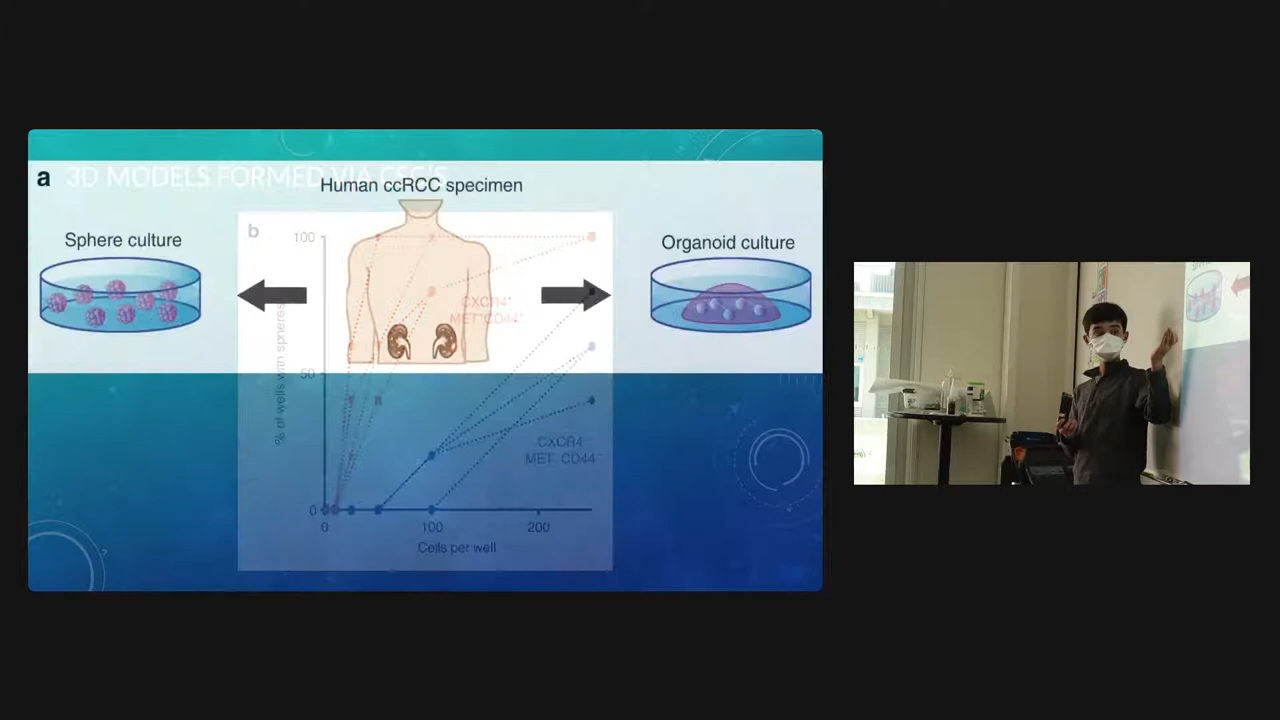 3D MODELS FORMED VIA CSC'S
a
Human ccRCC specimen
Sphere culture
Organoid culture
b
100
CXCR4+
MET+CD44+
50
% of wells with spheres
CXCR4−
MET−CD44−
0
0
100
200
Cells per well